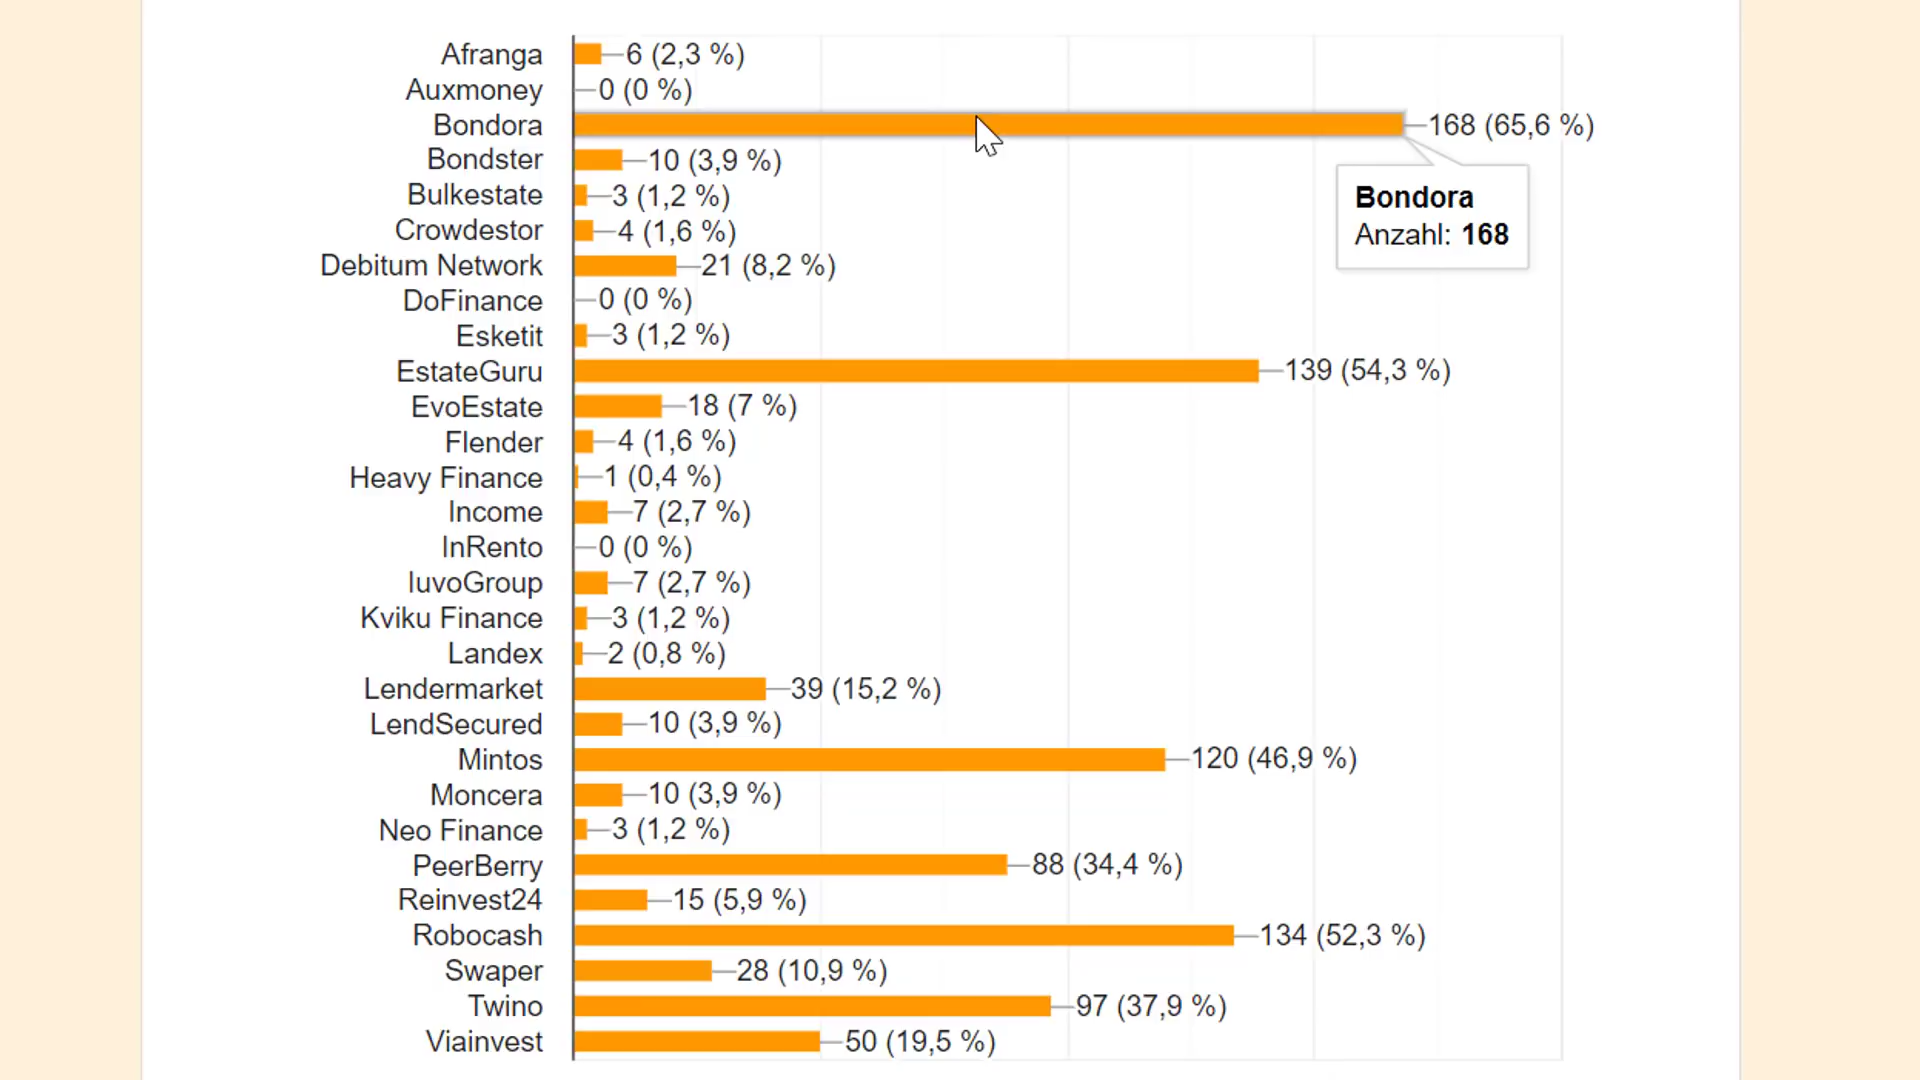 Afranga 6 (2,3 %)
Auxmoney 0 (0 %)
Bondora 168 (65,6 %)
Bondster 10 (3,9 %)
Bulkestate 3 (1,2 %)
Crowdestor 4 (1,6 %)
Debitum Network 21 (8,2 %)
DoFinance 0 (0 %)
Esketit 3 (1,2 %)
EstateGuru 139 (54,3 %)
EvoEstate 18 (7 %)
Flender 4 (1,6 %)
Heavy Finance 1 (0,4 %)
Income 7 (2,7 %)
InRento 0 (0 %)
IuvoGroup 7 (2,7 %)
Kviku Finance 3 (1,2 %)
Landex 2 (0,8 %)
Lendermarket 39 (15,2 %)
LendSecured 10 (3,9 %)
Mintos 120 (46,9 %)
Moncera 10 (3,9 %)
Neo Finance 3 (1,2 %)
PeerBerry 88 (34,4 %)
Reinvest24 15 (5,9 %)
Robocash 134 (52,3 %)
Swaper 28 (10,9 %)
Twino 97 (37,9 %)
Viainvest 50 (19,5 %)
Bondora
Anzahl: 168